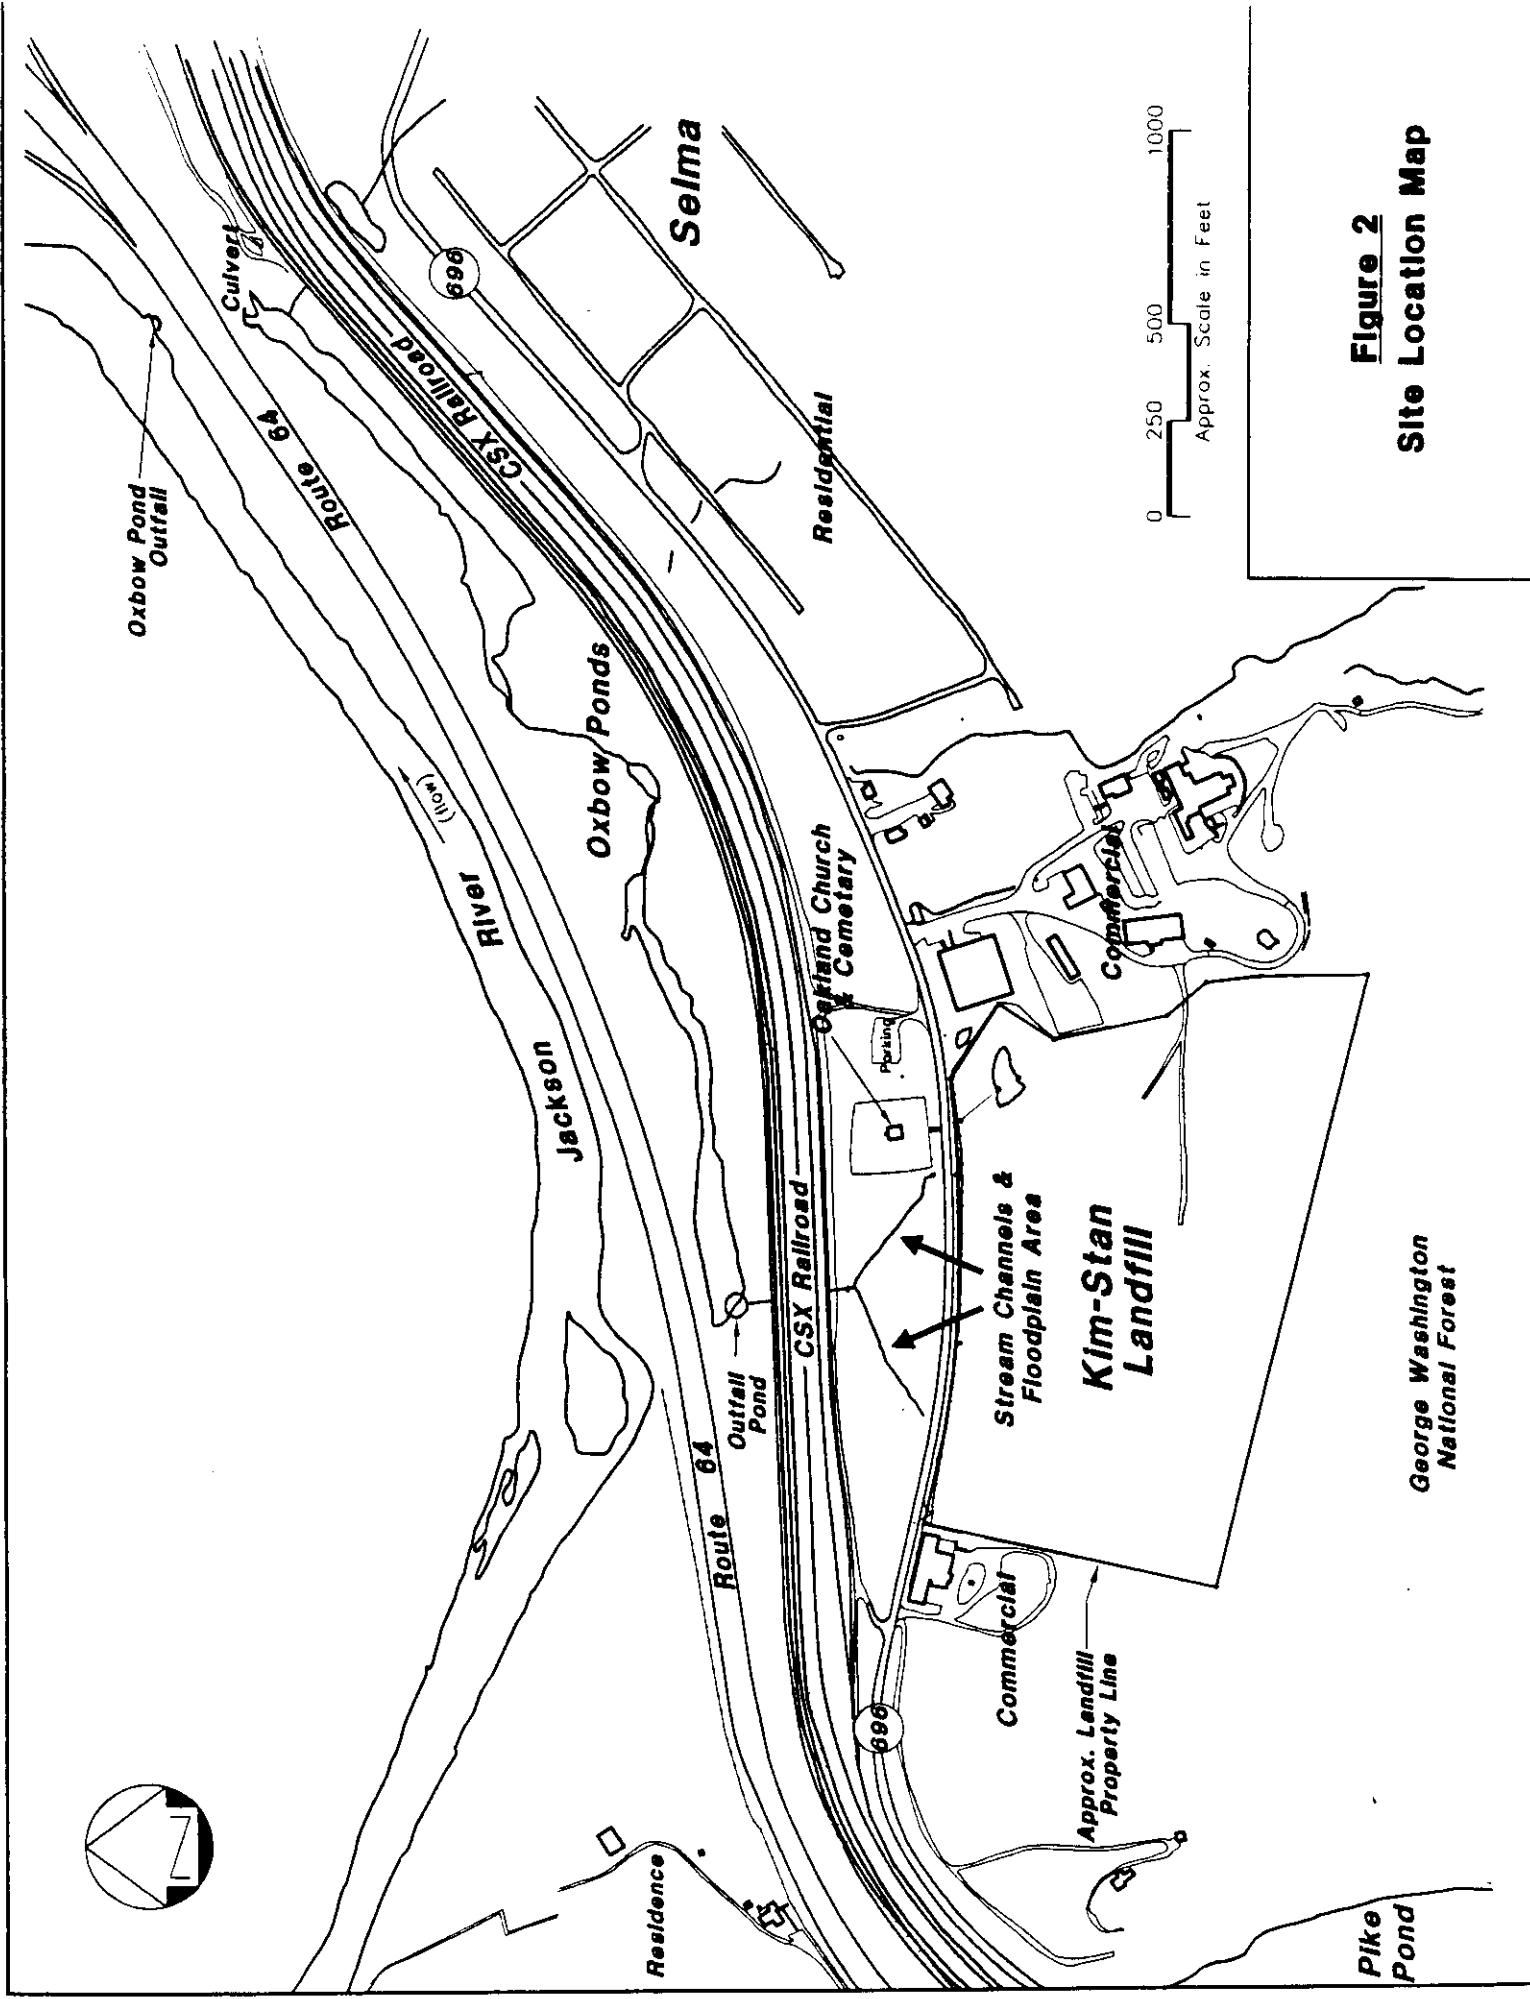 N
Residence
Route 64
Jackson River
(flow)
Route 64
Oxbow Pond
Outfall
Culvert
Oxbow Ponds
Outfall
Pond
CSX Railroad
CSX Railroad
696
696
Selma
Residential
Oakland Church
& Cemetary
Parking
Stream Channels &
Floodplain Area
Kim-Stan
Landfill
Commercial
Commercial
Approx. Landfill
Property Line
Pike
Pond
George Washington
National Forest
0 250 500 1000
Approx. Scale in Feet
Figure 2
Site Location Map